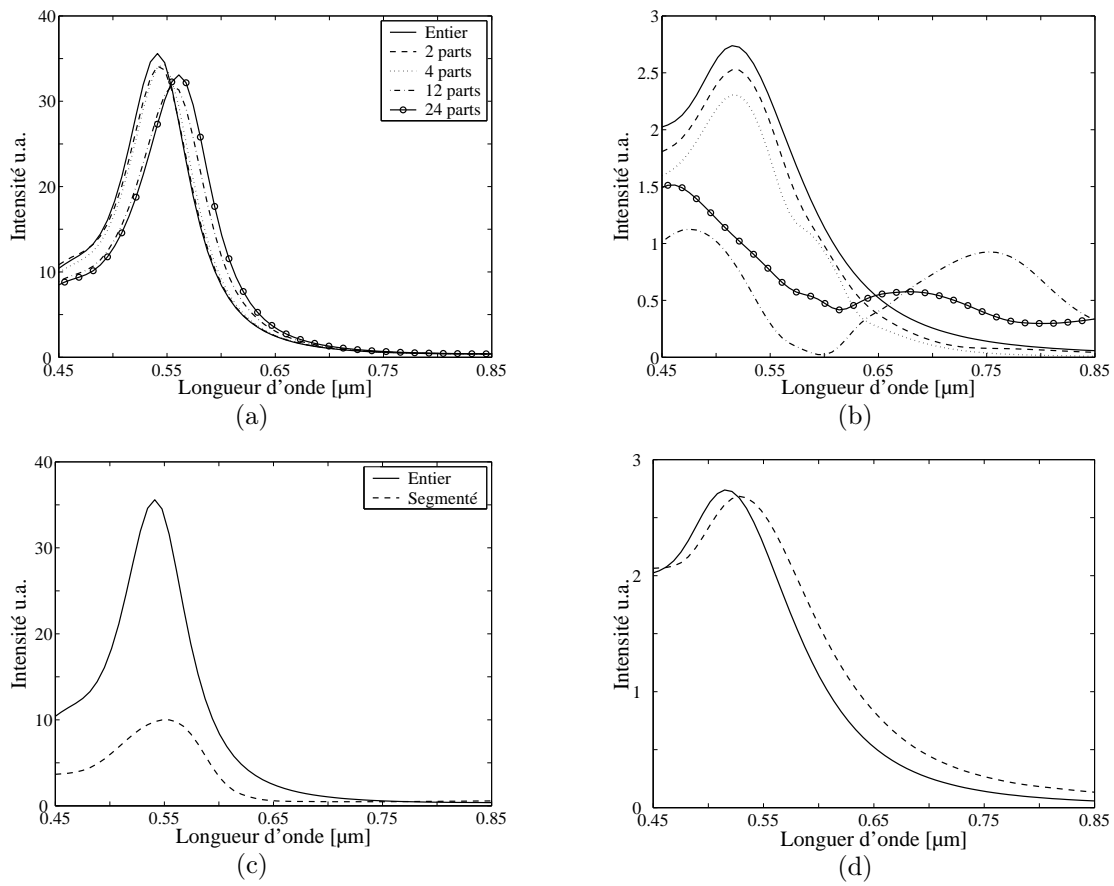 40
35
30
25
20
15
10
0
Intensité u.a.
Entier
2 parts
4 parts
12 parts
24 parts
0.45
0.55
0.65
0.75
0.85
Longueur d'onde [µm]
(a)
3
2.5
2
1.5
1
0.5
0
Intensité u.a.
0.45
0.55
0.65
0.75
0.85
Longueur d'onde [µm]
(b)
40
30
20
10
0
Intensité u.a.
Entier
Segmenté
0.45
0.55
0.65
0.75
0.85
Longueur d'onde [µm]
(c)
3
2
1
0
Intensité u.a.
0.45
0.55
0.65
0.75
0.85
Longuer d'onde [µm]
(d)